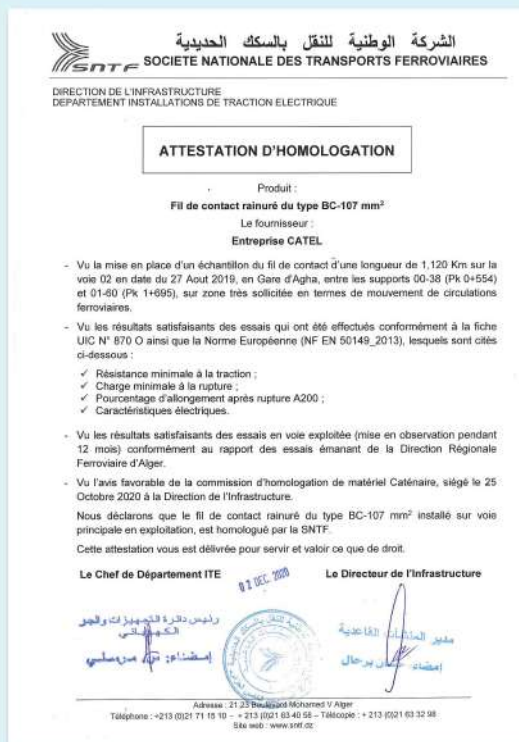 الشركة الوطنية للنقل بالسكك الحديدية
SNTF SOCIETE NATIONALE DES TRANSPORTS FERROVIAIRES
DIRECTION DE L'INFRASTRUCTURE
DEPARTEMENT INSTALLATIONS DE TRACTION ELECTRIQUE
ATTESTATION D'HOMOLOGATION
Produit :
Fil de contact rainuré du type BC-107 mm²
Le fournisseur :
Entreprise CATEL
- Vu la mise en place d'un échantillon du fil de contact d'une longueur de 1,120 Km sur la
voie 02 en date du 27 Aout 2019, en Gare d'Agha, entre les supports 00-38 (Pk 0+554)
et 01-60 (Pk 1+695), sur zone très sollicitée en termes de mouvement de circulations
ferroviaires.
- Vu les résultats satisfaisants des essais qui ont été effectués conformément à la fiche
UIC N° 870 O ainsi que la Norme Européenne (NF EN 50149_2013), lesquels sont cités
ci-dessous :
✓ Résistance minimale à la traction ;
✓ Charge minimale à la rupture ;
✓ Pourcentage d'allongement après rupture A200 ;
✓ Caractéristiques électriques.
- Vu les résultats satisfaisants des essais en voie exploitée (mise en observation pendant
12 mois) conformément au rapport des essais émanant de la Direction Régionale
Ferroviaire d'Alger.
- Vu l'avis favorable de la commission d'homologation de matériel Caténaire, siégé le 25
Octobre 2020 à la Direction de l'Infrastructure.
Nous déclarons que le fil de contact rainuré du type BC-107 mm² installé sur voie
principale en exploitation, est homologué par la SNTF.
Cette attestation vous est délivrée pour servir et valoir ce que de droit.
Le Chef de Département ITE 02 DEC. 2020 Le Directeur de l'Infrastructure
رئيس دائرة التجهيزات والجر
الكهربائي
إمضاء:
مدير المنشآت القاعدية
إمضاء
Adresse : 21,23 Boulevard Mohamed V Alger
Téléphone : +213 (0)21 71 15 10 - + 213 (0)21 63 40 58 – Télécopie : + 213 (0)21 63 32 98
Site web : www.sntf.dz